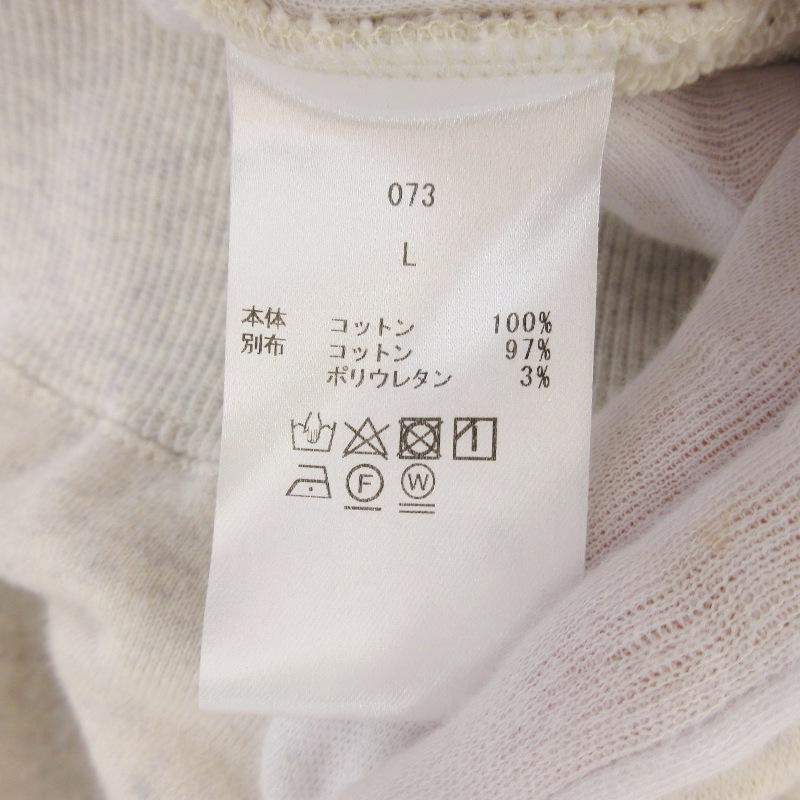 073
L
本体 コットン 100%
別布 コットン 97%
ポリウレタン 3%
F W